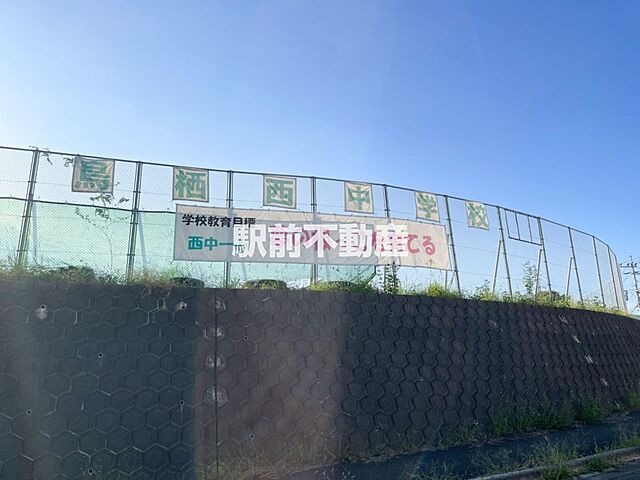 鳥栖西中学校
学校教育目標
西中一
てる
駅前不動産